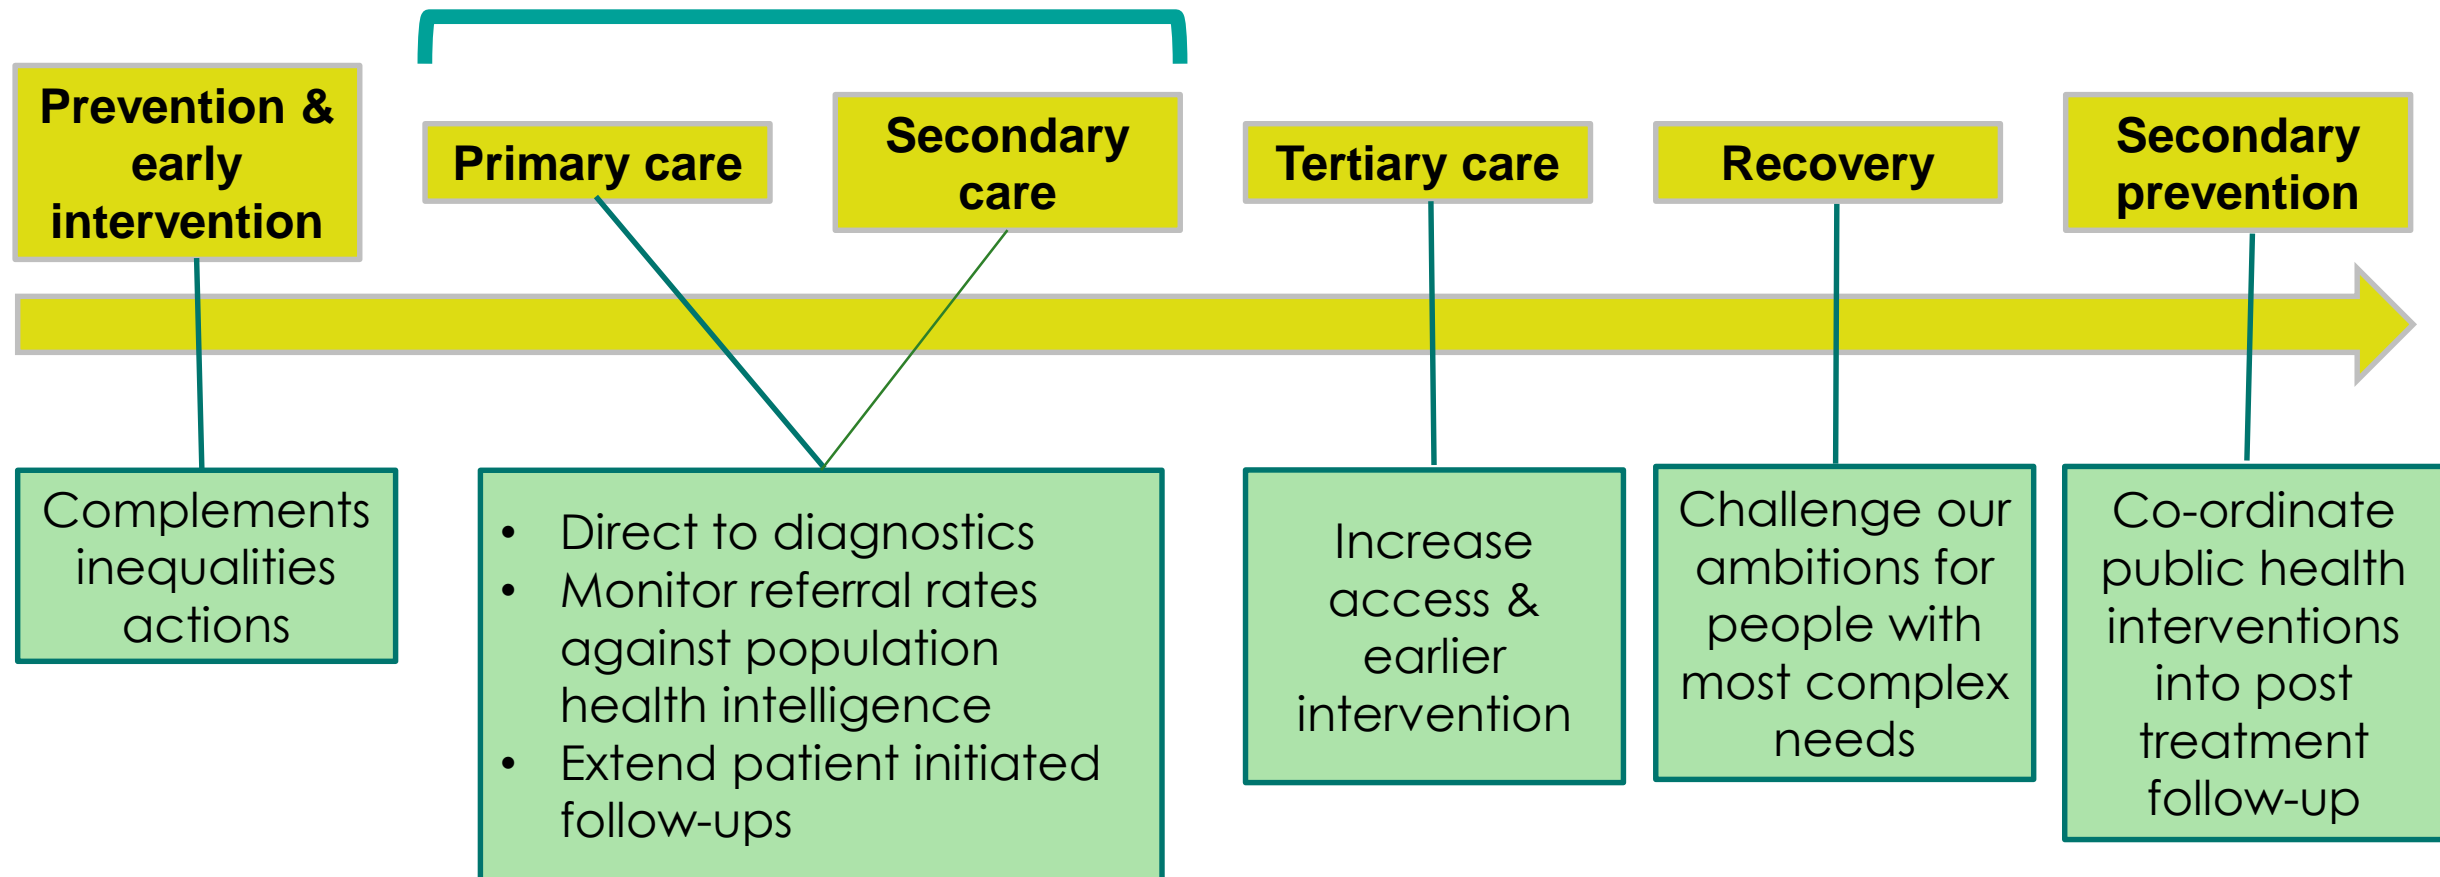 Prevention &
early
intervention
Primary care
Secondary
care
Tertiary care
Recovery
Secondary
prevention
Complements
inequalities
actions
• Direct to diagnostics
• Monitor referral rates
against population
health intelligence
• Extend patient initiated
follow-ups
Increase
access &
earlier
intervention
Challenge our
ambitions for
people with
most complex
needs
Co-ordinate
public health
interventions
into post
treatment
follow-up